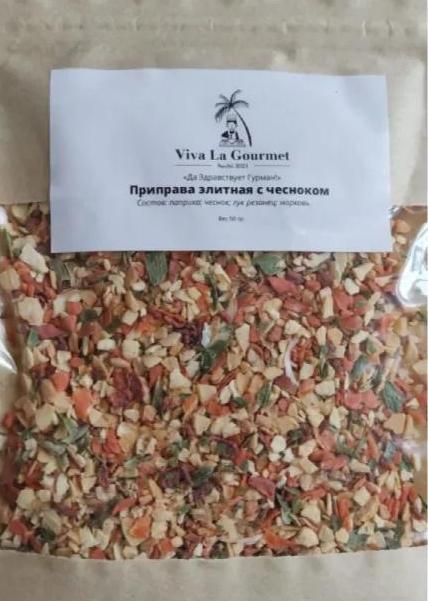 Viva La Gourmet
«Да Здравствует Гурман!»
Приправа элитная с чесноком
Состав: паприка; чеснок; лук резанец; морковь.
Вес 50 гр.